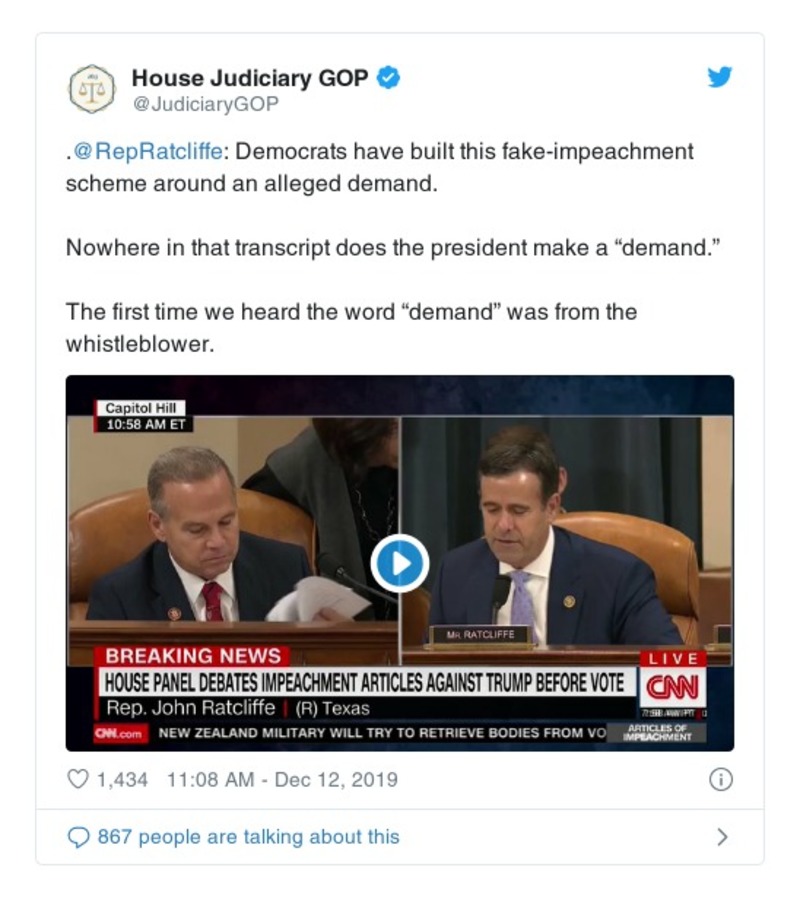 House Judiciary GOP
@JudiciaryGOP
.@RepRatcliffe: Democrats have built this fake-impeachment
scheme around an alleged demand.
Nowhere in that transcript does the president make a “demand.”
The first time we heard the word “demand” was from the
whistleblower.
Capitol Hill
10:58 AM ET
MR. RATCLIFFE
BREAKING NEWS
HOUSE PANEL DEBATES IMPEACHMENT ARTICLES AGAINST TRUMP BEFORE VOTE
Rep. John Ratcliffe | (R) Texas
LIVE
CNN
CNN.com NEW ZEALAND MILITARY WILL TRY TO RETRIEVE BODIES FROM VO
ARTICLES OF
IMPEACHMENT
1,434 11:08 AM - Dec 12, 2019
867 people are talking about this